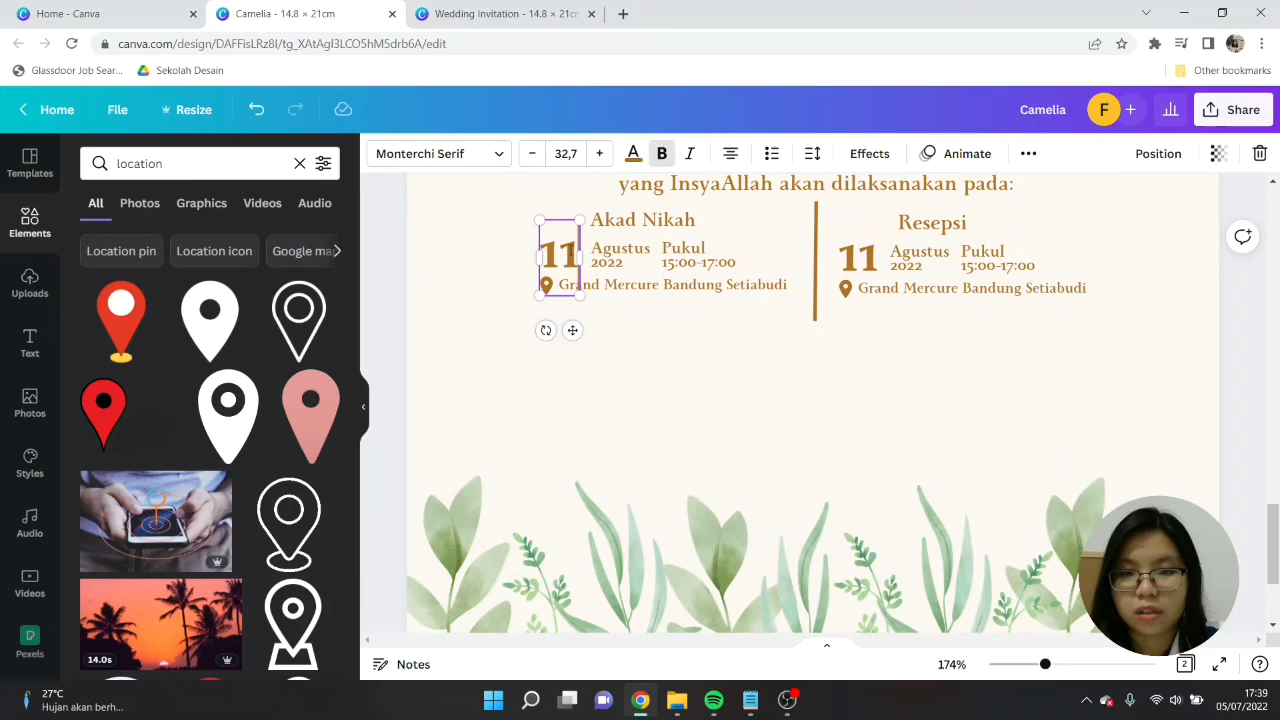 Home - Canva
Camelia - 14.8 × 21cm
Wedding Invitation - 14.8 × 21cm
canva.com/design/DAFFisLRz8I/tg_XAtAgl3LCO5hM5drb6A/edit
Glassdoor Job Sear...
Sekolah Desain
Other bookmarks
Home
File
Resize
Camelia
F
Share
Templates
Elements
Uploads
Text
Photos
Styles
Audio
Videos
Pexels
location
All
Photos
Graphics
Videos
Audio
Location pin
Location icon
Google ma
14.0s
Monterchi Serif
32,7
A
B
I
Effects
Animate
Position
yang InsyaAllah akan dilaksanakan pada:
Akad Nikah
11
Agustus
2022
Pukul
15:00-17:00
Grand Mercure Bandung Setiabudi
Resepsi
11
Agustus
2022
Pukul
15:00-17:00
Grand Mercure Bandung Setiabudi
Notes
174%
2
27°C
Hujan akan berh...
17:39
05/07/2022